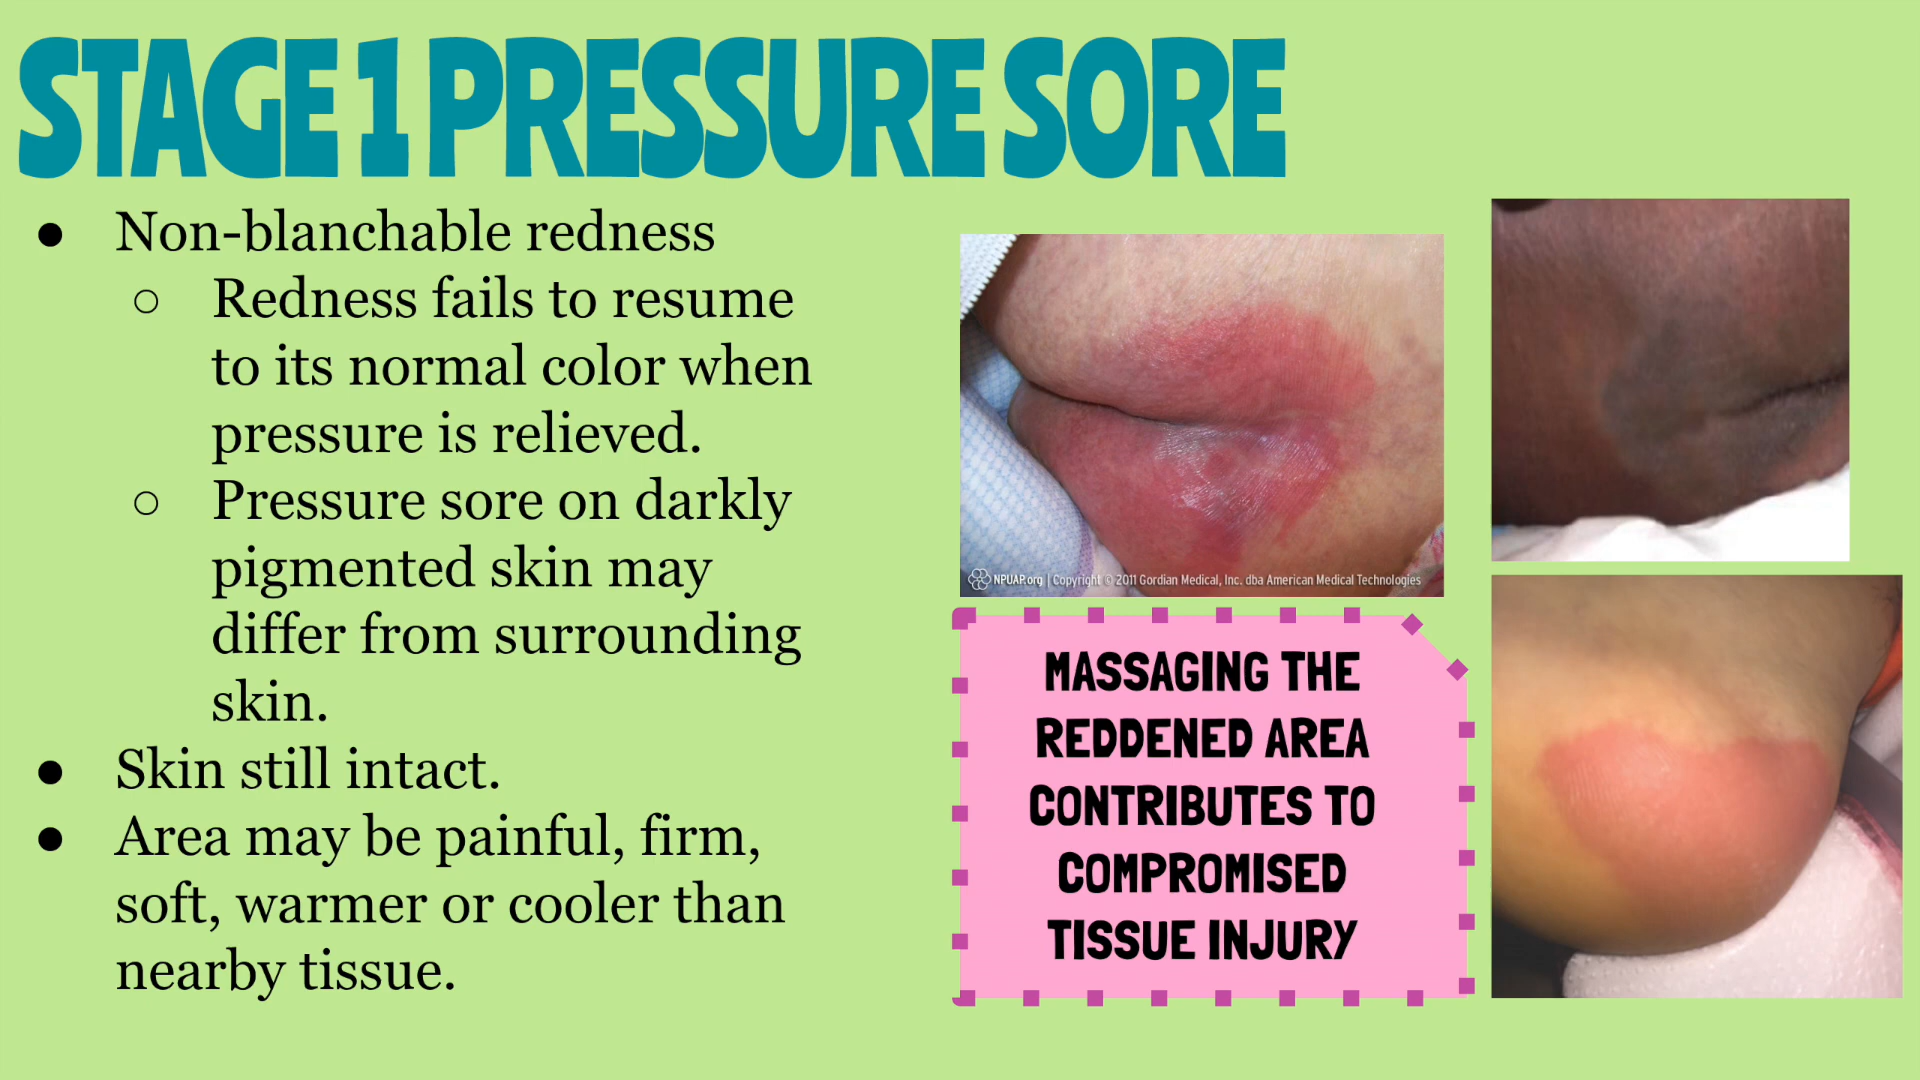 STAGE 1 PRESSURE SORE
● Non-blanchable redness
○ Redness fails to resume
to its normal color when
pressure is relieved.
○ Pressure sore on darkly
pigmented skin may
differ from surrounding
skin.
● Skin still intact.
● Area may be painful, firm,
soft, warmer or cooler than
nearby tissue.
NPUAP.org | Copyright © 2011 Gordian Medical, Inc. dba American Medical Technologies
MASSAGING THE
REDDENED AREA
CONTRIBUTES TO
COMPROMISED
TISSUE INJURY